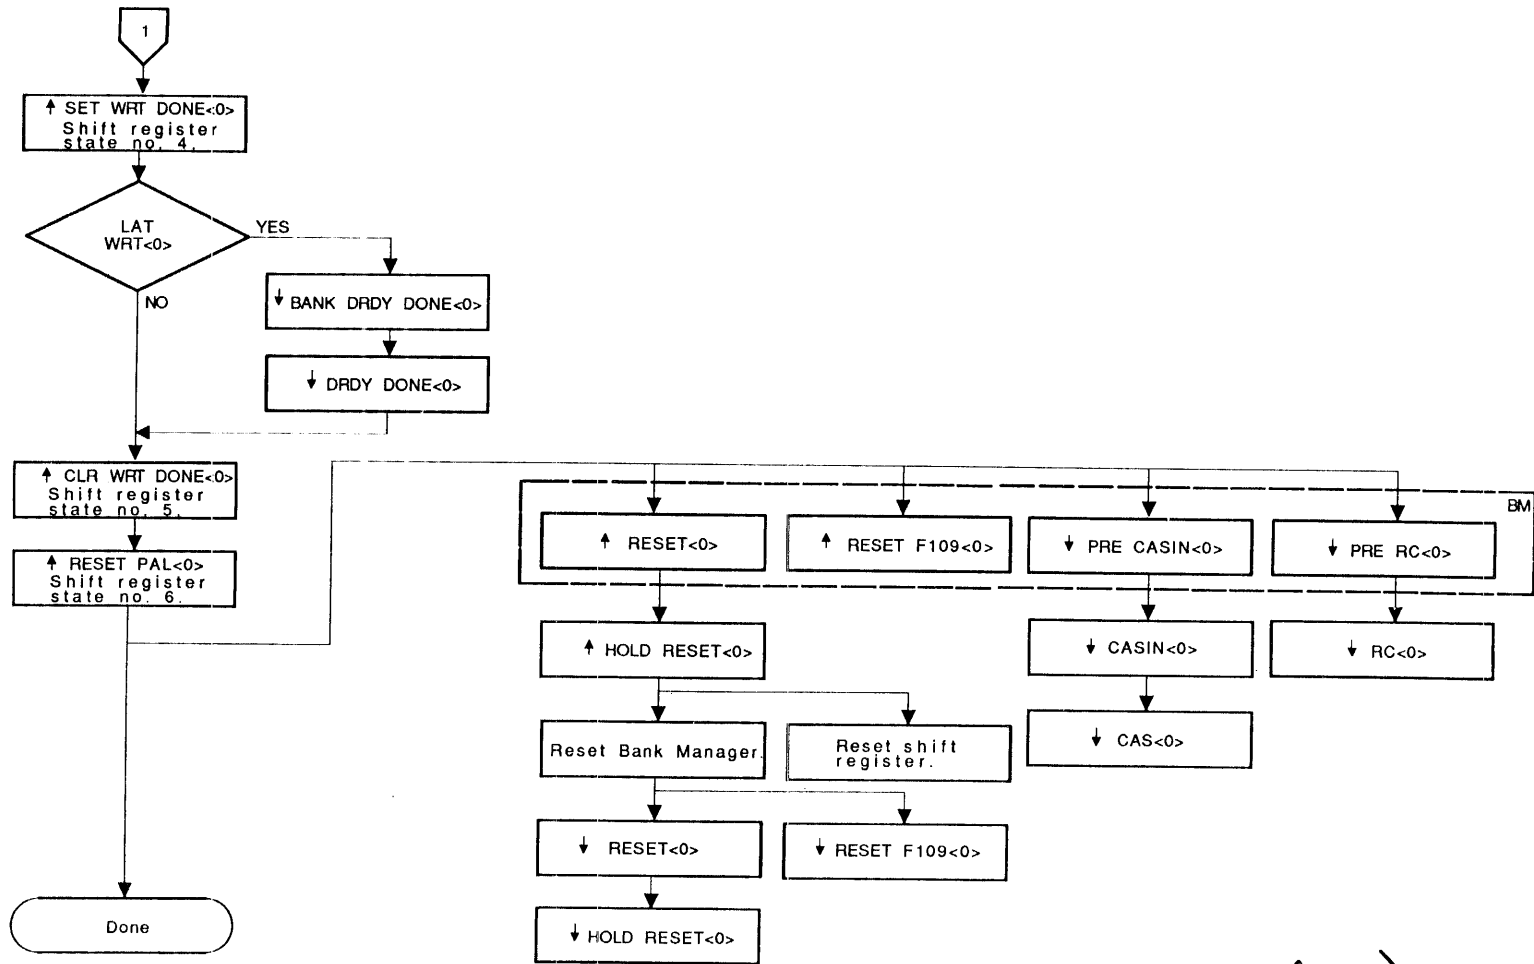 1
↑ SET WRT DONE<0>
Shift register
state no. 4.
LAT
WRT<0>
YES
NO
↓ BANK DRDY DONE<0>
↓ DRDY DONE<0>
↑ CLR WRT DONE<0>
Shift register
state no. 5.
↑ RESET PAL<0>
Shift register
state no. 6.
Done
BM
↑ RESET<0>
↑ RESET F109<0>
↓ PRE CASIN<0>
↓ PRE RC<0>
↑ HOLD RESET<0>
↓ CASIN<0>
↓ RC<0>
Reset Bank Manager.
Reset shift
register.
↓ CAS<0>
↓ RESET<0>
↓ RESET F109<0>
↓ HOLD RESET<0>